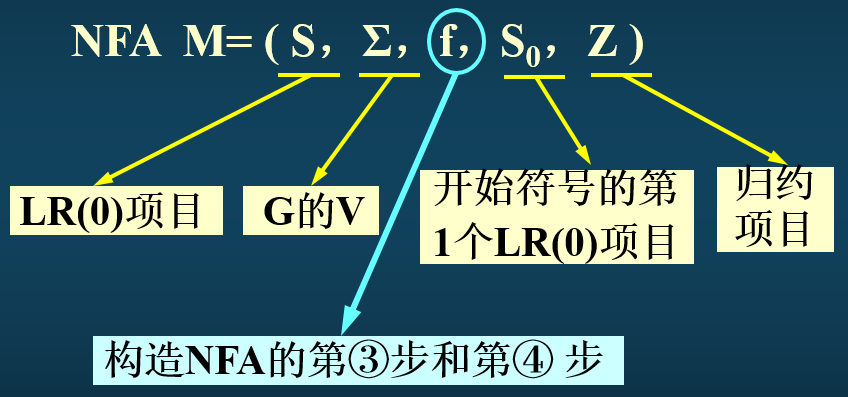 NFA M= ( S， Σ， f， S₀， Z )
LR(0)项目
G的V
开始符号的第
1个LR(0)项目
归约
项目
构造NFA的第③步和第④ 步